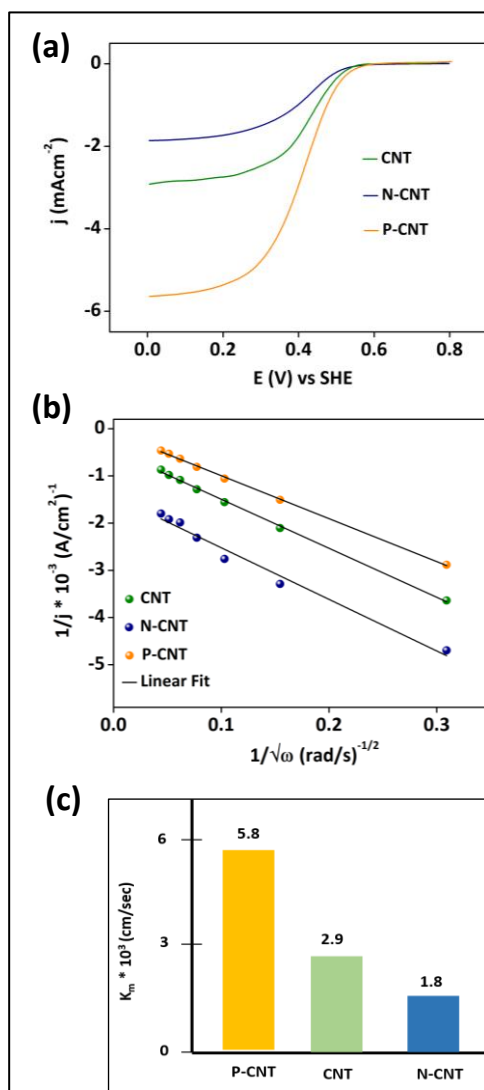 (a)
0
-2
-4
-6
j (mAcm⁻²)
CNT
N-CNT
P-CNT
0.0 0.2 0.4 0.6 0.8
E (V) vs SHE
(b)
0
-1
-2
-3
-4
-5
1/j * 10⁻³ (A/cm²)⁻¹
CNT
N-CNT
P-CNT
Linear Fit
0.0 0.1 0.2 0.3
1/√ω (rad/s)⁻¹/²
(c)
6
3
0
Kₘ * 10³ (cm/sec)
5.8
2.9
1.8
P-CNT CNT N-CNT